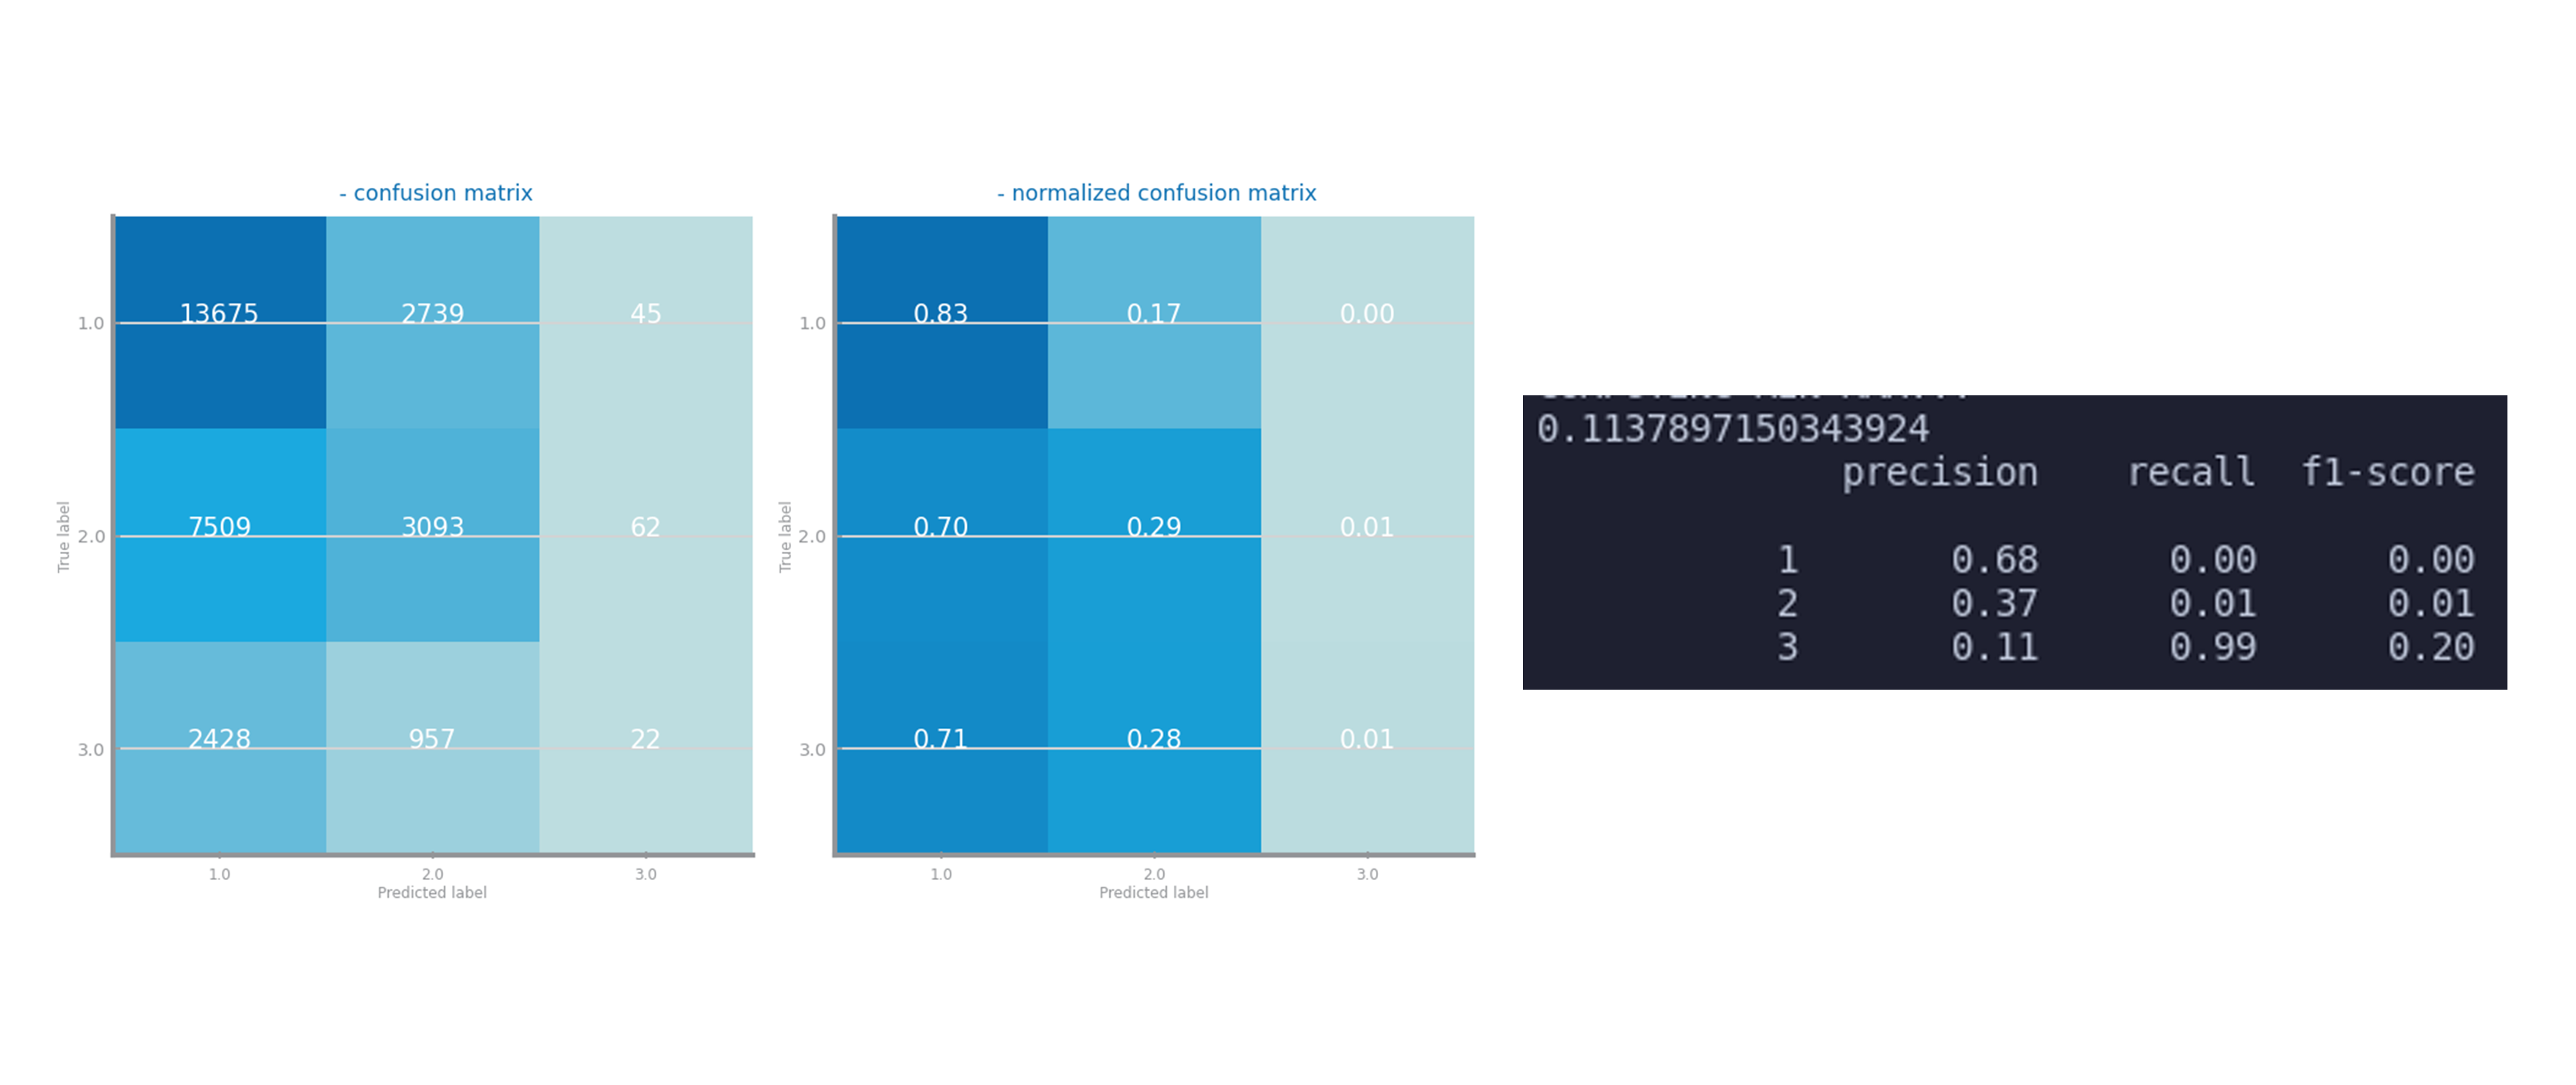 - confusion matrix
13675 2739 45
1.0
7509 3093 62
2.0
True label
2428 957 22
3.0
1.0 2.0 3.0
Predicted label
- normalized confusion matrix
0.83 0.17 0.00
1.0
0.70 0.29 0.01
2.0
True label
0.71 0.28 0.01
3.0
1.0 2.0 3.0
Predicted label
0.1137897150343924
precision recall f1-score
1 0.68 0.00 0.00
2 0.37 0.01 0.01
3 0.11 0.99 0.20